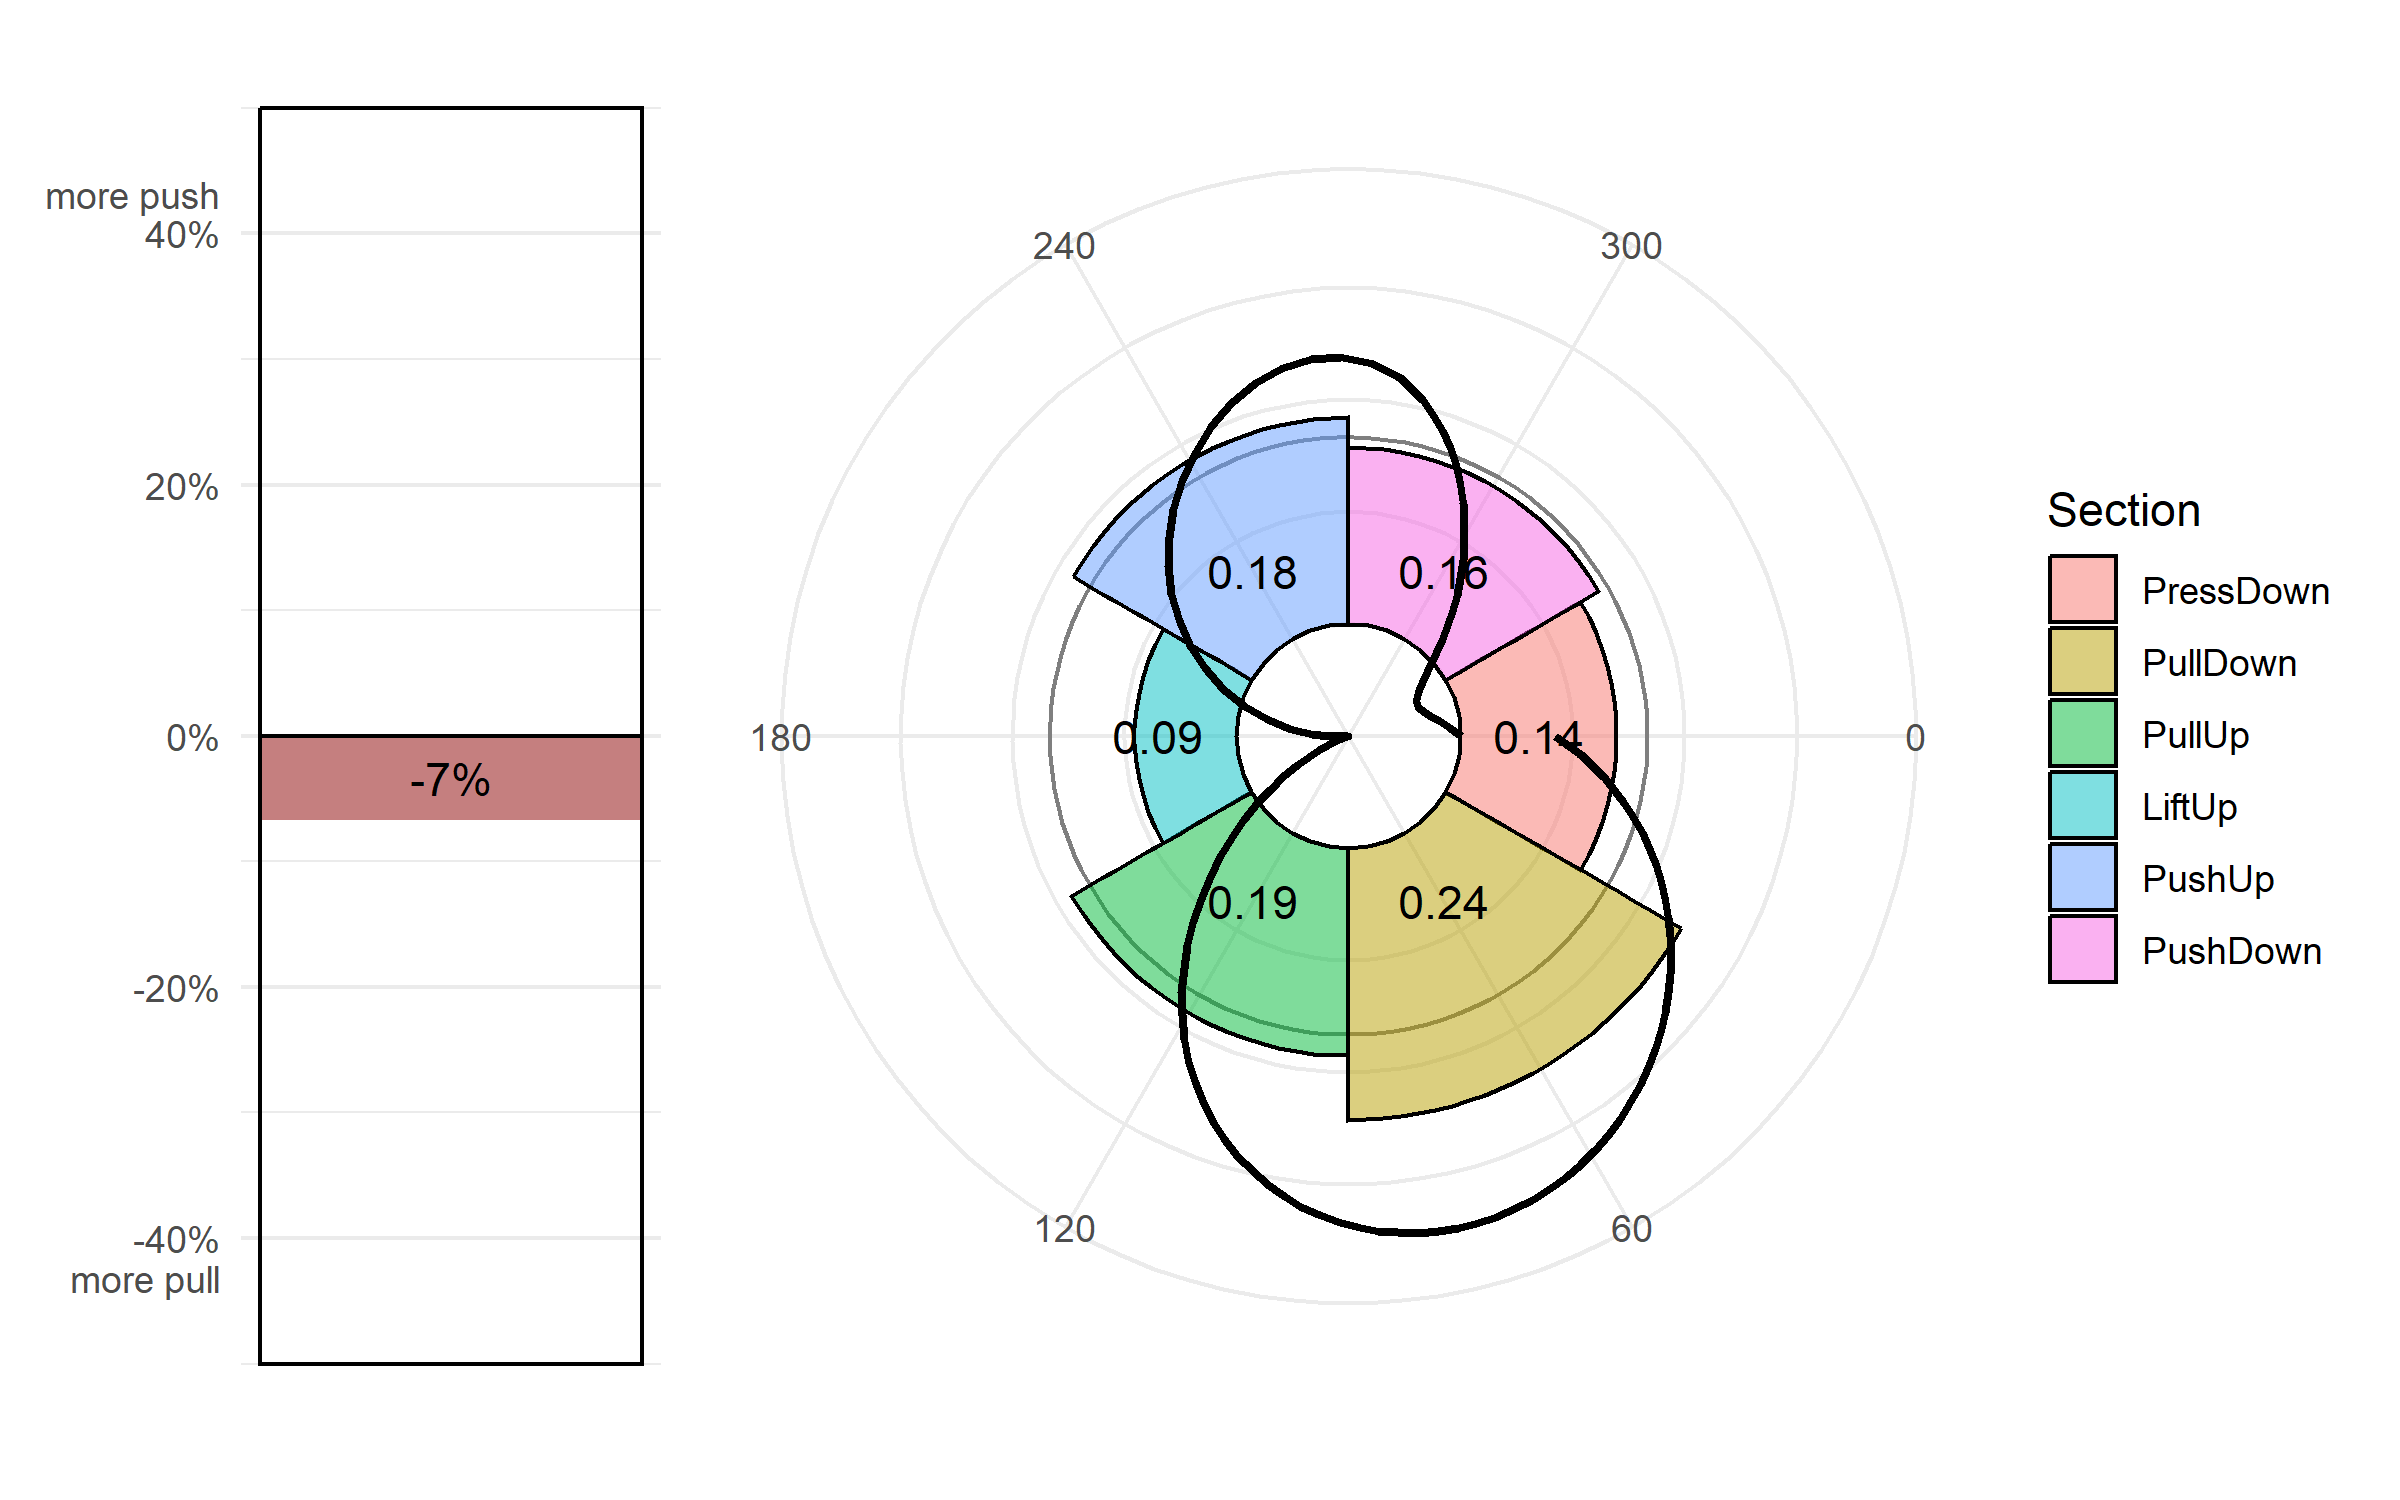 more push
40%
20%
0%
-20%
-40%
more pull
-7%
240
300
180
0
120
60
0.18
0.16
0.09
0.14
0.19
0.24
Section
PressDown
PullDown
PullUp
LiftUp
PushUp
PushDown